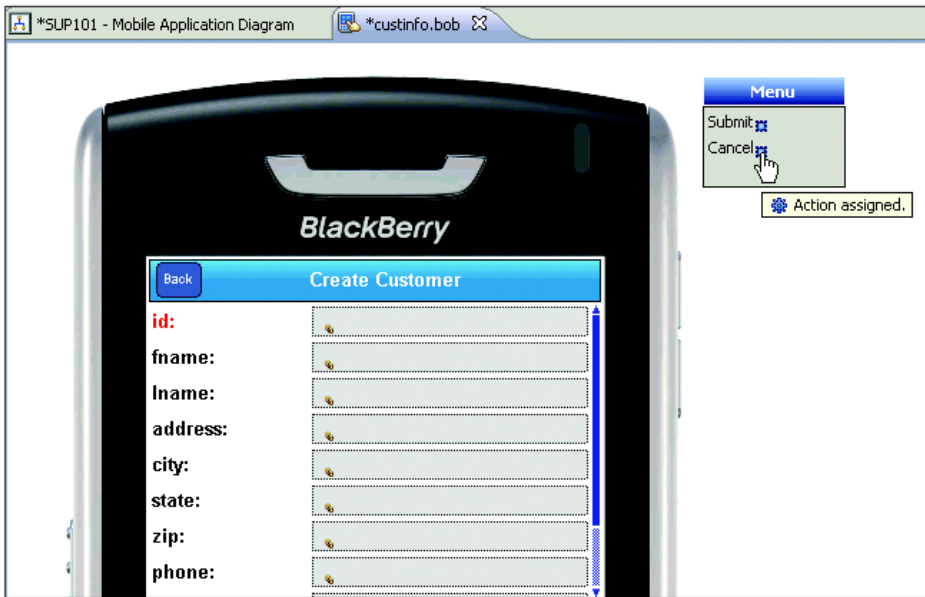 *SUP101 - Mobile Application Diagram
*custinfo.bob
Menu
Submit
Cancel
Action assigned.
BlackBerry
Back
Create Customer
id:
fname:
lname:
address:
city:
state:
zip:
phone: